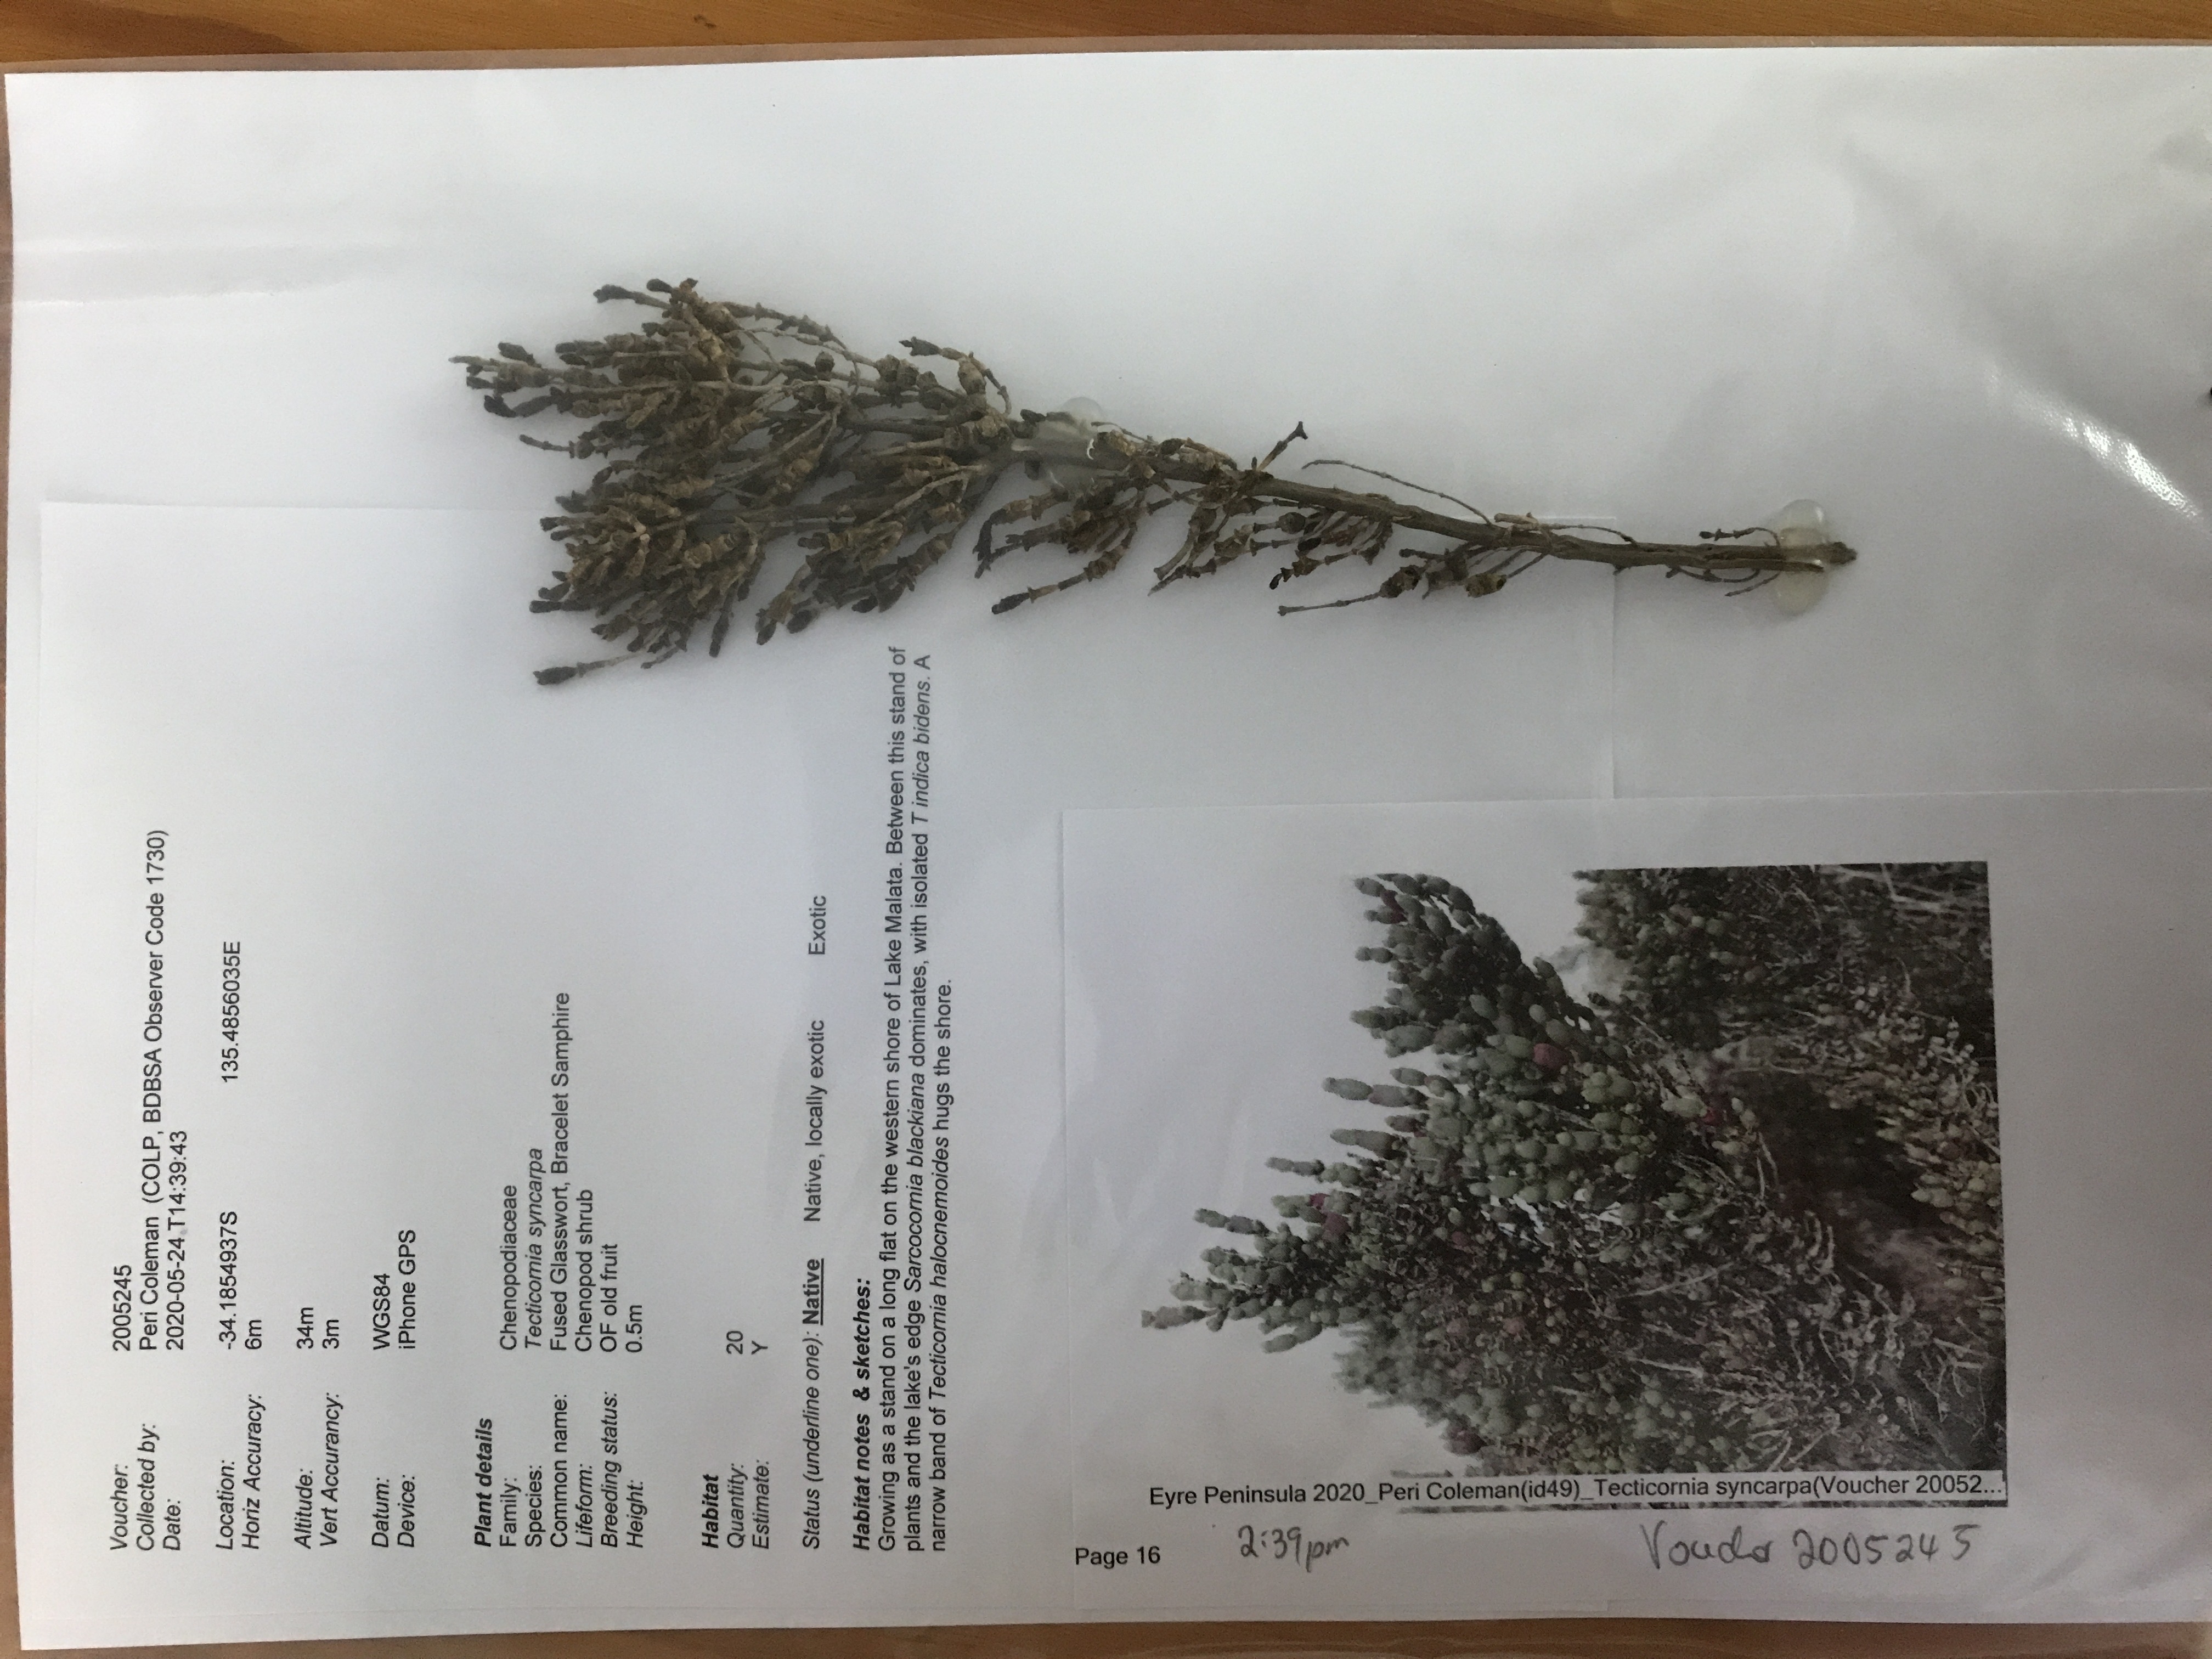 Voucher: 2005245
Collected by: Peri Coleman (COLP, BDBSA Observer Code 1730)
Date: 2020-05-24 T14:39:43
Location: -34.1854937S 135.4856035E
Horiz Accuracy: 6m
Altitude: 34m
Vert Accurancy: 3m
Datum: WGS84
Device: iPhone GPS
Plant details
Family: Chenopodiaceae
Species: Tecticornia syncarpa
Common name: Fused Glasswort, Bracelet Samphire
Lifeform: Chenopod shrub
Breeding status: OF old fruit
Height: 0.5m
Habitat
Quantity: 20
Estimate: Y
Status (underline one): Native Native, locally exotic Exotic
Habitat notes & sketches:
Growing as a stand on a long flat on the western shore of Lake Malata. Between this stand of
plants and the lake's edge Sarcocornia blackiana dominates, with isolated T indica bidens. A
narrow band of Tecticornia halocnemoides hugs the shore.
Eyre Peninsula 2020_Peri Coleman(id49)_Tecticornia syncarpa(Voucher 20052...
Page 16 2:39pm Voucher 2005245